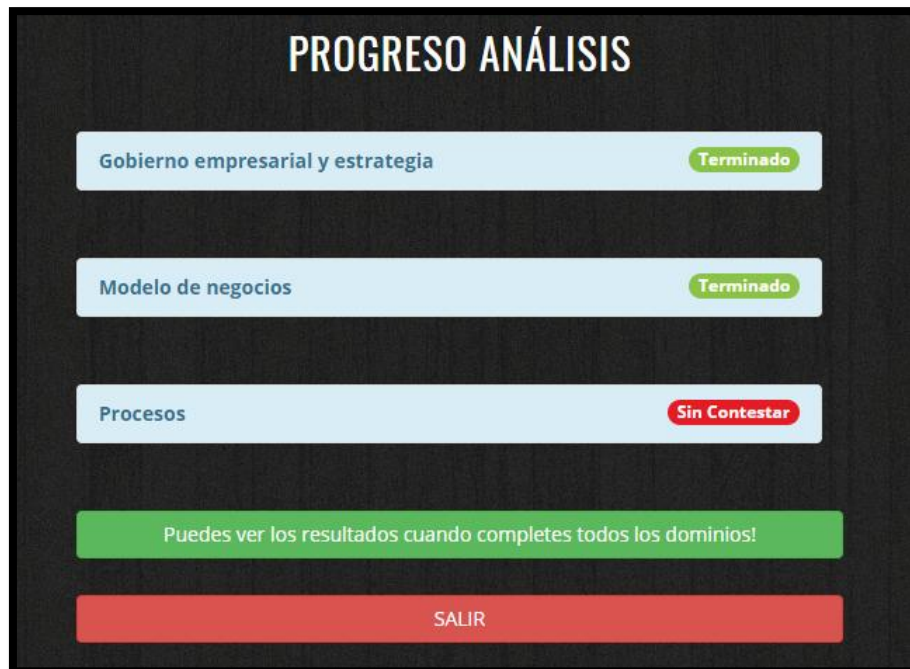 PROGRESO ANÁLISIS
Gobierno empresarial y estrategia Terminado
Modelo de negocios Terminado
Procesos Sin Contestar
Puedes ver los resultados cuando completes todos los dominios!
SALIR